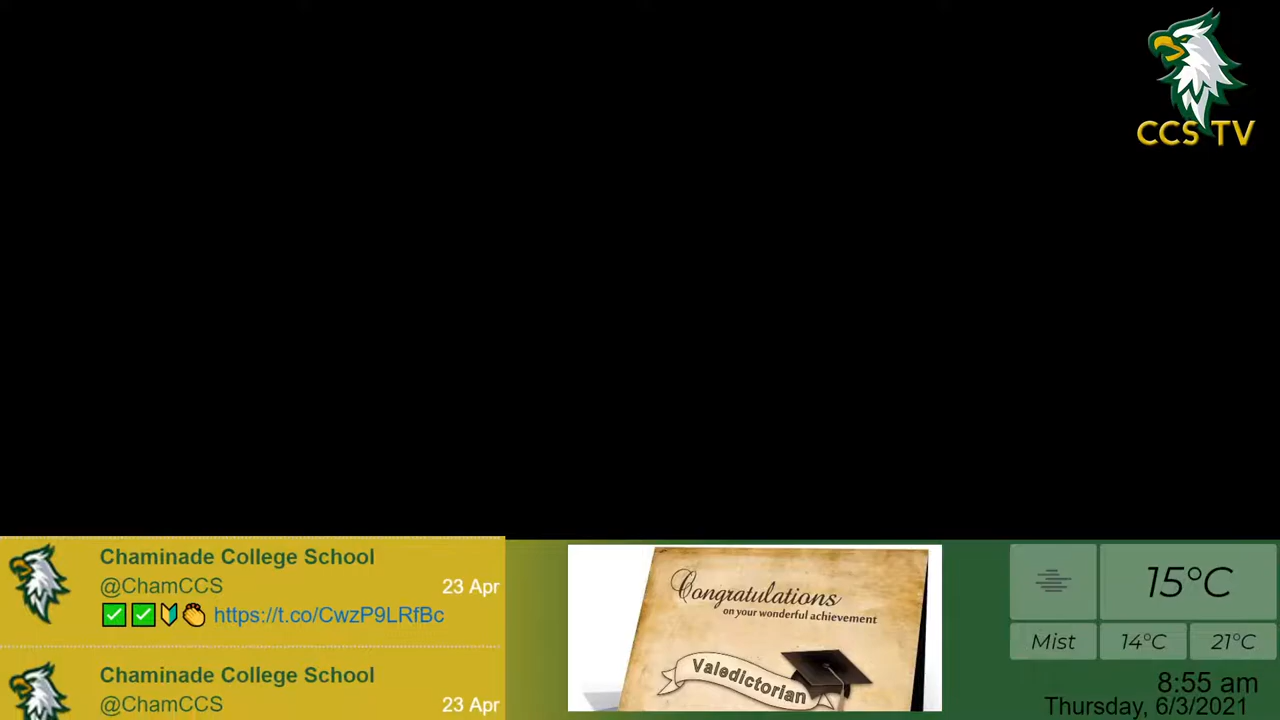 CCS TV
Chaminade College School
@ChamCCS
23 Apr
✅ ✅ 🔰 👏 https://t.co/CwzP9LRfBc
Chaminade College School
@ChamCCS
23 Apr
Congratulations
on your wonderful achievement
Valedictorian
15°C
Mist
14°C
21°C
8:55 am
Thursday, 6/3/2021